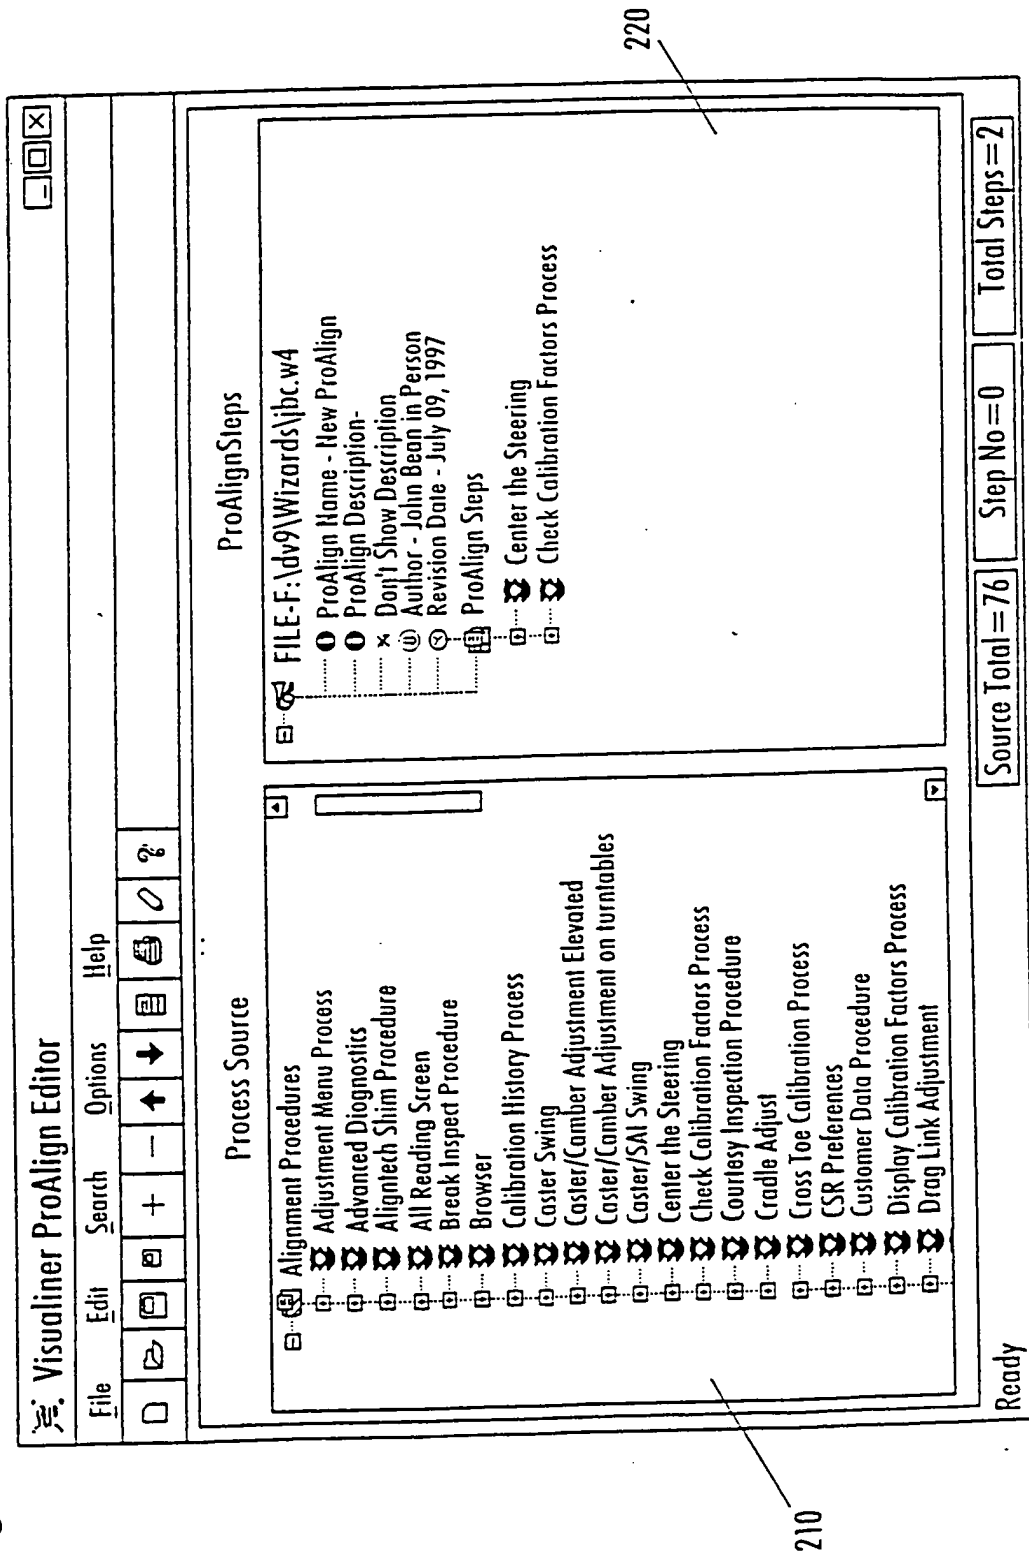 Visualiner ProAlign Editor
File Edit Search Options Help
Process Source
Alignment Procedures
Adjustment Menu Process
Advanced Diognostics
Aligntech Shim Procedure
All Reading Screen
Break Inspect Procedure
Browser
Calibration History Process
Caster Swing
Caster/Camber Adjustment Elevated
Caster/Camber Adjustment on turntables
Caster/SAI Swing
Center the Steering
Check Calibration Factors Process
Courtesy Inspection Procedure
Cradle Adjust
Cross Toe Calibration Process
CSR Preferences
Customer Data Procedure
Display Calibration Factors Process
Drag Link Adjustment
210
ProAlignSteps
FILE-F:\dv9\Wizards\jbc.w4
ProAlign Name - New ProAlign
ProAlign Description-
Don't Show Description
Author - John Bean in Person
Revision Date - July 09, 1997
ProAlign Steps
Center the Steering
Check Calibration Factors Process
220
Ready
Source Total=76
Step No=0
Total Steps=2